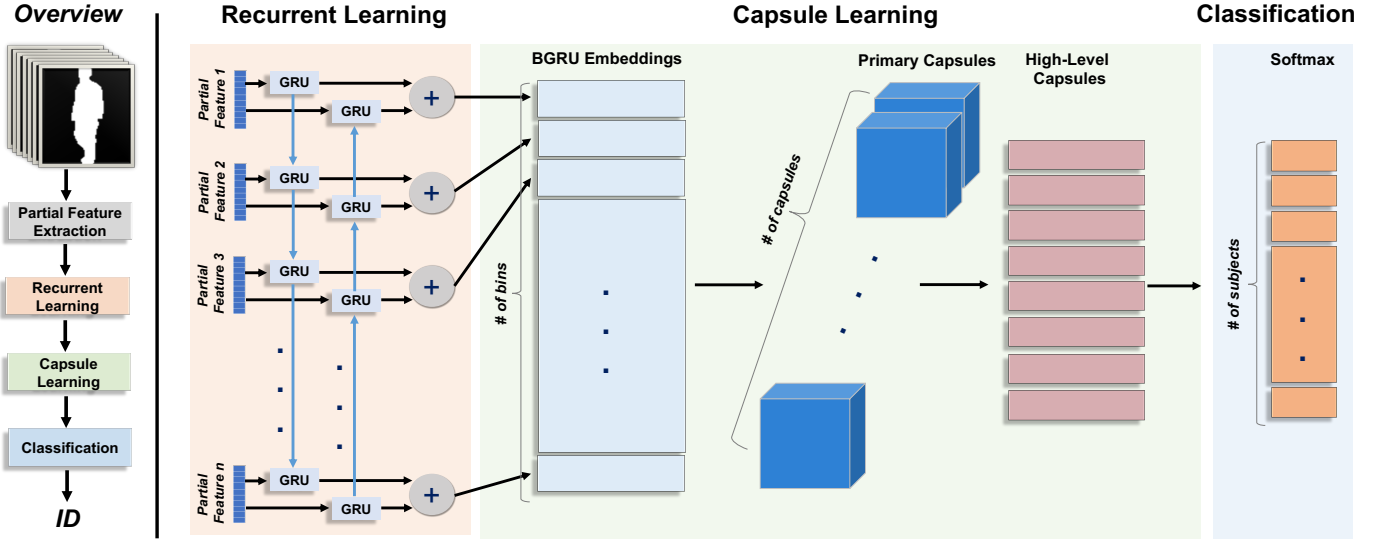 Overview
Partial Feature
Extraction
Recurrent
Learning
Capsule
Learning
Classification
ID
Recurrent Learning
Partial
Feature 1
GRU
GRU
+
Partial
Feature 2
GRU
GRU
+
Partial
Feature 3
GRU
GRU
+
Partial
Feature n
GRU
GRU
+
Capsule Learning
BGRU Embeddings
# of bins
Primary Capsules
# of capsules
High-Level
Capsules
Classification
Softmax
# of subjects